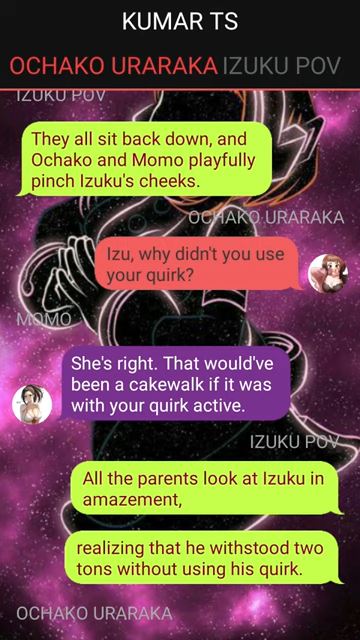 KUMAR TS
OCHAKO URARAKA IZUKU POV
IZUKU POV
They all sit back down, and
Ochako and Momo playfully
pinch Izuku's cheeks.
OCHAKO URARAKA
Izu, why didn't you use
your quirk?
MOMO
She's right. That would've
been a cakewalk if it was
with your quirk active.
IZUKU POV
All the parents look at Izuku in
amazement,
realizing that he withstood two
tons without using his quirk.
OCHAKO URARAKA